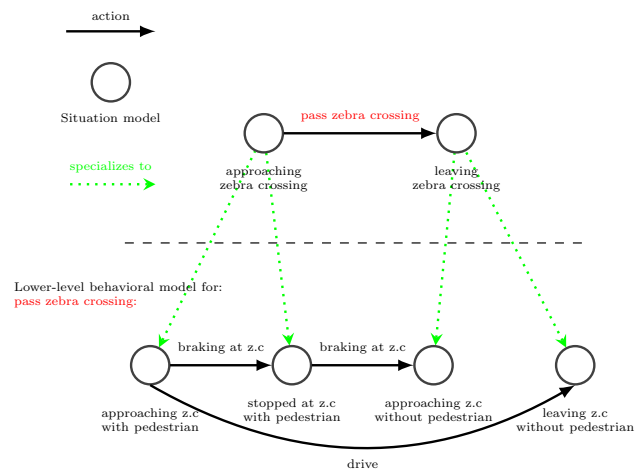 action
Situation model
specializes to
pass zebra crossing
approaching
zebra crossing
leaving
zebra crossing
Lower-level behavioral model for:
pass zebra crossing:
braking at z.c
braking at z.c
approaching z.c
with pedestrian
stopped at z.c
with pedestrian
approaching z.c
without pedestrian
leaving z.c
without pedestrian
drive